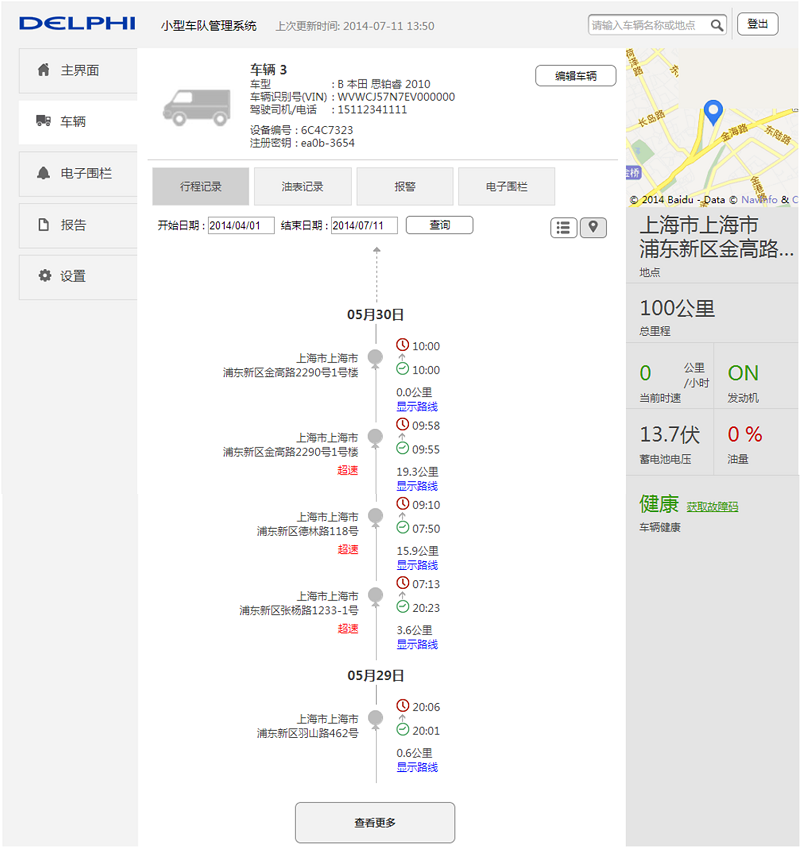 DELPHI 小型车队管理系统 上次更新时间: 2014-07-11 13:50 请输入车辆名称或地点 登出
主界面
车辆
电子围栏
报告
设置
车辆 3
编辑车辆
车型 : B 本田 思铂睿 2010
车辆识别号(VIN) : WVWCJ57N7EV000000
驾驶司机/电话 : 15112341111
设备编号 : 6C4C7323
注册密钥 : ea0b-3654
行程记录 油表记录 报警 电子围栏
开始日期 : 2014/04/01 结束日期 : 2014/07/11 查询
05月30日
上海市上海市
浦东新区金高路2290号1号楼
10:00
10:00
0.0公里
显示路线
上海市上海市
浦东新区金高路2290号1号楼
超速
09:58
09:55
19.3公里
显示路线
上海市上海市
浦东新区德林路118号
超速
09:10
07:50
15.9公里
显示路线
上海市上海市
浦东新区张杨路1233-1号
超速
07:13
20:23
3.6公里
显示路线
05月29日
上海市上海市
浦东新区羽山路462号
20:06
20:01
0.6公里
显示路线
查看更多
长岛路
金海路
东陆路
金高路
© 2014 Baidu - Data © NavInfo & C
上海市上海市
浦东新区金高路...
地点
100公里
总里程
0 公里/小时
当前时速
ON
发动机
13.7伏
蓄电池电压
0 %
油量
健康 获取故障码
车辆健康